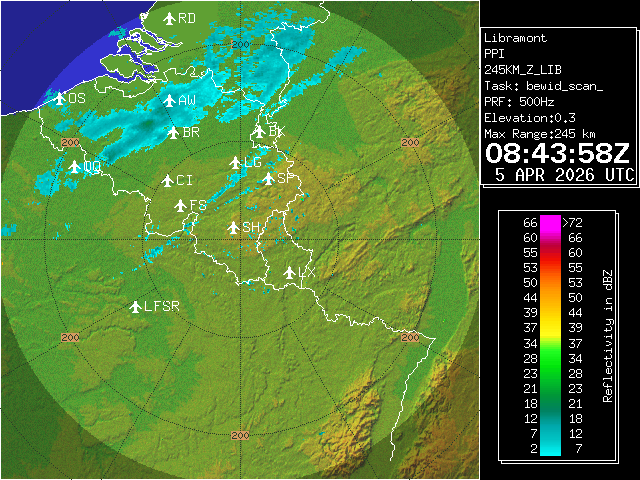 RD
200
OS
AW
BR
BK
200
200
LG
CI
SP
FS
SH
LX
LFSR
200
200
200
Libramont
PPI
245KM_Z_LIB
Task: bewid_scan_
PRF: 500Hz
Elevation:0.3
Max Range:245 km
08:43:58Z
5 APR 2026 UTC
66 >72
60 66
55 60
53 55
50 53
44 50
39 44
37 39
34 37
28 34
23 28
21 23
18 21
12 18
7 12
2 7
Reflectivity in dBZ